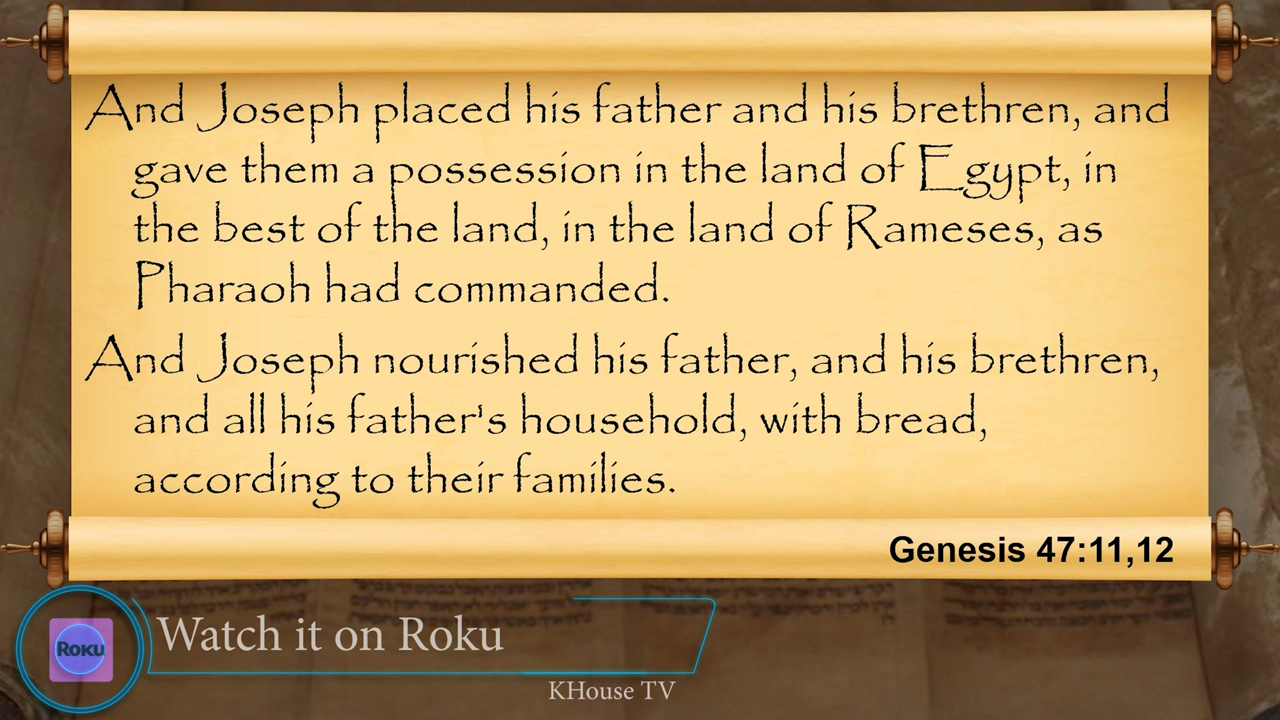 And Joseph placed his father and his brethren, and
gave them a possession in the land of Egypt, in
the best of the land, in the land of Rameses, as
Pharaoh had commanded.
And Joseph nourished his father, and his brethren,
and all his father's household, with bread,
according to their families.
Genesis 47:11,12
Roku
Watch it on Roku
KHouse TV